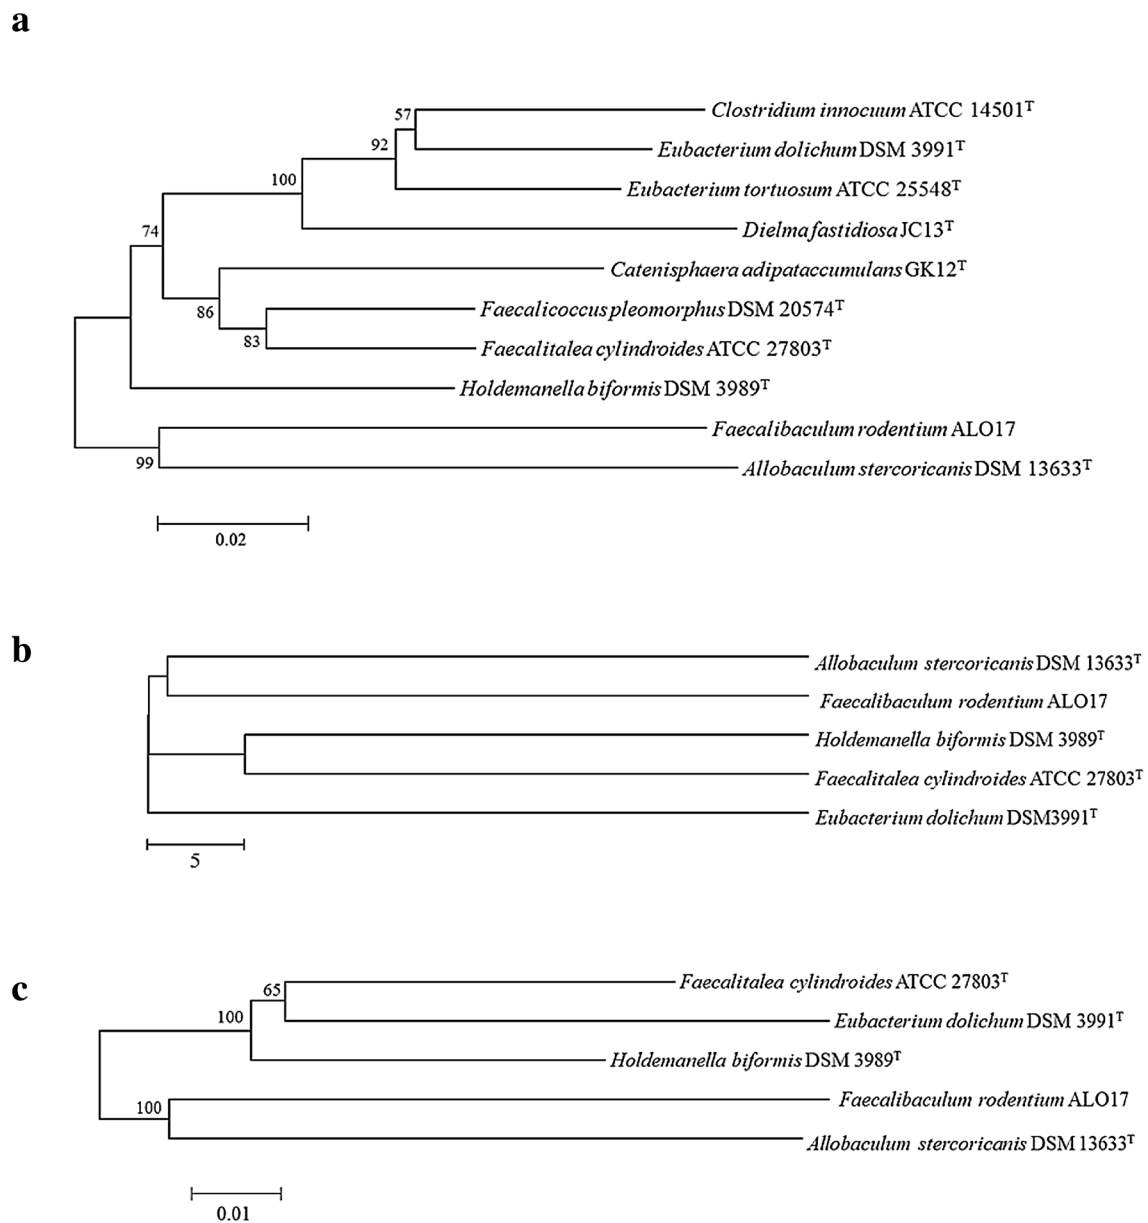 a
57
Clostridium innocuum ATCC 14501ᵀ
92
Eubacterium dolichum DSM 3991ᵀ
100
Eubacterium tortuosum ATCC 25548ᵀ
74
Dielma fastidiosa JC13ᵀ
Catenisphaera adipataccumulans GK12ᵀ
86
Faecalicoccus pleomorphus DSM 20574ᵀ
83
Faecalitalea cylindroides ATCC 27803ᵀ
Holdemanella biformis DSM 3989ᵀ
Faecalibaculum rodentium ALO17
99
Allobaculum stercoricanis DSM 13633ᵀ
0.02
b
Allobaculum stercoricanis DSM 13633ᵀ
Faecalibaculum rodentium ALO17
Holdemanella biformis DSM 3989ᵀ
Faecalitalea cylindroides ATCC 27803ᵀ
Eubacterium dolichum DSM3991ᵀ
5
c
65
Faecalitalea cylindroides ATCC 27803ᵀ
100
Eubacterium dolichum DSM 3991ᵀ
Holdemanella biformis DSM 3989ᵀ
100
Faecalibaculum rodentium ALO17
Allobaculum stercoricanis DSM 13633ᵀ
0.01